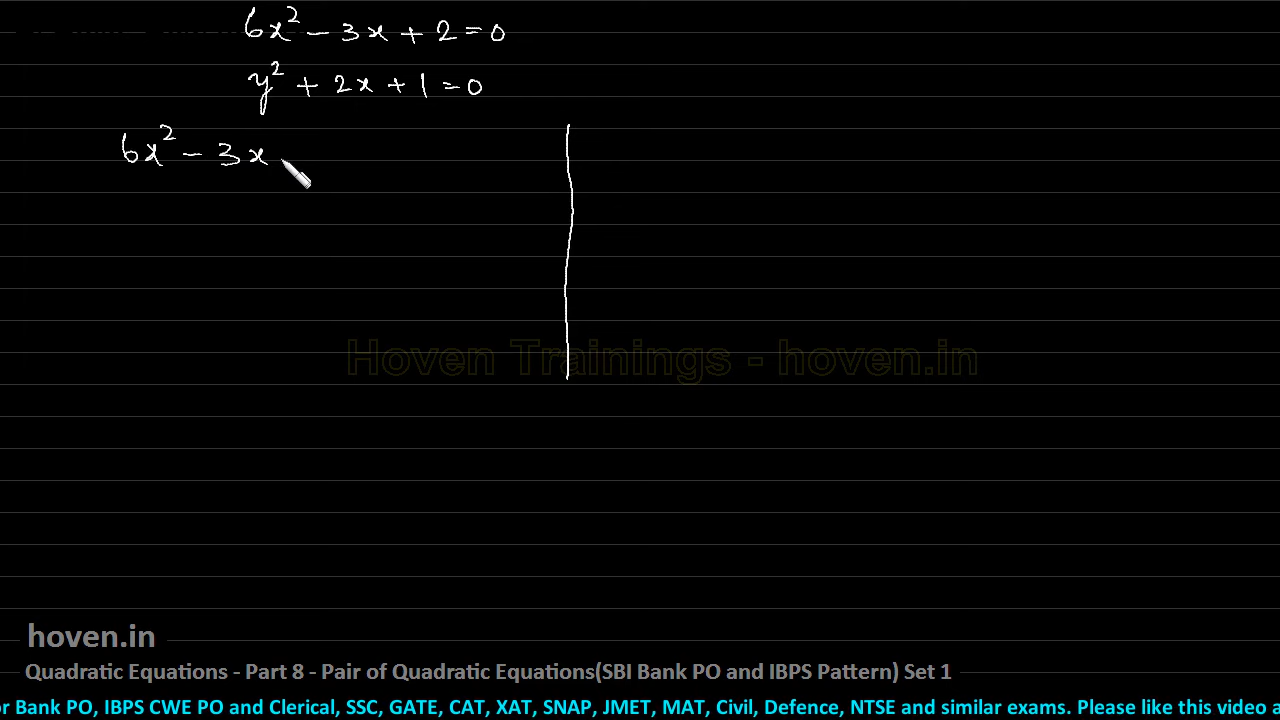 6x² − 3x + 2 = 0
y² + 2x + 1 = 0
6x² − 3x
Hoven Trainings - hoven.in
hoven.in
Quadratic Equations - Part 8 - Pair of Quadratic Equations(SBI Bank PO and IBPS Pattern) Set 1
or Bank PO, IBPS CWE PO and Clerical, SSC, GATE, CAT, XAT, SNAP, JMET, MAT, Civil, Defence, NTSE and similar exams. Please like this video a